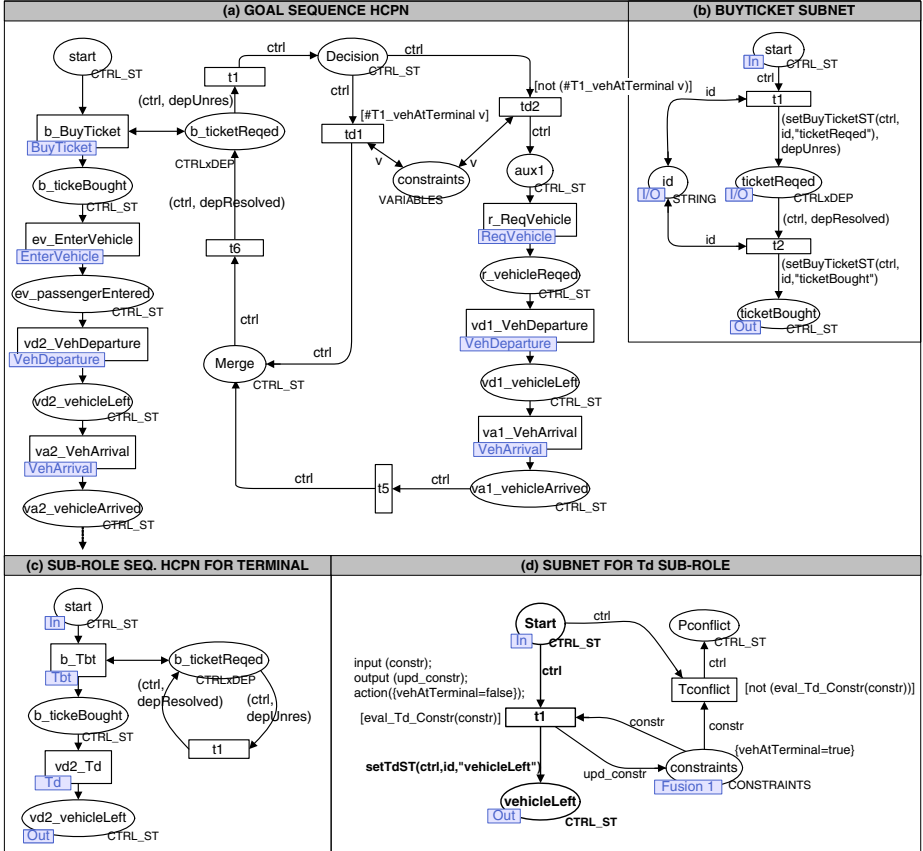 (a) GOAL SEQUENCE HCPN
start
CTRL_ST
b_BuyTicket
BuyTicket
b_tickeBought
CTRL_ST
ev_EnterVehicle
EnterVehicle
ev_passengerEntered
CTRL_ST
vd2_VehDeparture
VehDeparture
vd2_vehicleLeft
CTRL_ST
va2_VehArrival
VehArrival
va2_vehicleArrived
CTRL_ST
t1
ctrl
(ctrl, depUnres)
b_ticketReqed
CTRLxDEP
(ctrl, depResolved)
t6
ctrl
Merge
CTRL_ST
Decision
CTRL_ST
ctrl
ctrl
[#T1_vehAtTerminal v]
td1
v
constraints
VARIABLES
v
ctrl
[not (#T1_vehAtTerminal v)]
td2
ctrl
aux1
CTRL_ST
r_ReqVehicle
ReqVehicle
r_vehicleReqed
CTRL_ST
vd1_VehDeparture
VehDeparture
vd1_vehicleLeft
CTRL_ST
va1_VehArrival
VehArrival
va1_vehicleArrived
CTRL_ST
ctrl
t5
ctrl
(b) BUYTICKET SUBNET
start
In
CTRL_ST
ctrl
id
t1
(setBuyTicketST(ctrl,
id,"ticketReqed"),
depUnres)
id
I/O
STRING
ticketReqed
I/O
CTRLxDEP
(ctrl, depResolved)
id
t2
(setBuyTicketST(ctrl,
id,"ticketBought")
ticketBought
Out
CTRL_ST
(c) SUB-ROLE SEQ. HCPN FOR TERMINAL
start
In
CTRL_ST
b_Tbt
Tbt
b_ticketReqed
CTRLxDEP
(ctrl,
depResolved)
(ctrl,
depUnres)
t1
b_tickeBought
CTRL_ST
vd2_Td
Td
vd2_vehicleLeft
Out
CTRL_ST
(d) SUBNET FOR Td SUB-ROLE
Start
In
CTRL_ST
ctrl
ctrl
Pconflict
CTRL_ST
ctrl
Tconflict
[not (eval_Td_Constr(constr))]
input (constr);
output (upd_constr);
action({vehAtTerminal=false});
[eval_Td_Constr(constr)]
t1
constr
constr
{vehAtTerminal=true}
upd_constr
constraints
Fusion 1
CONSTRAINTS
setTdST(ctrl,id,"vehicleLeft")
vehicleLeft
Out
CTRL_ST